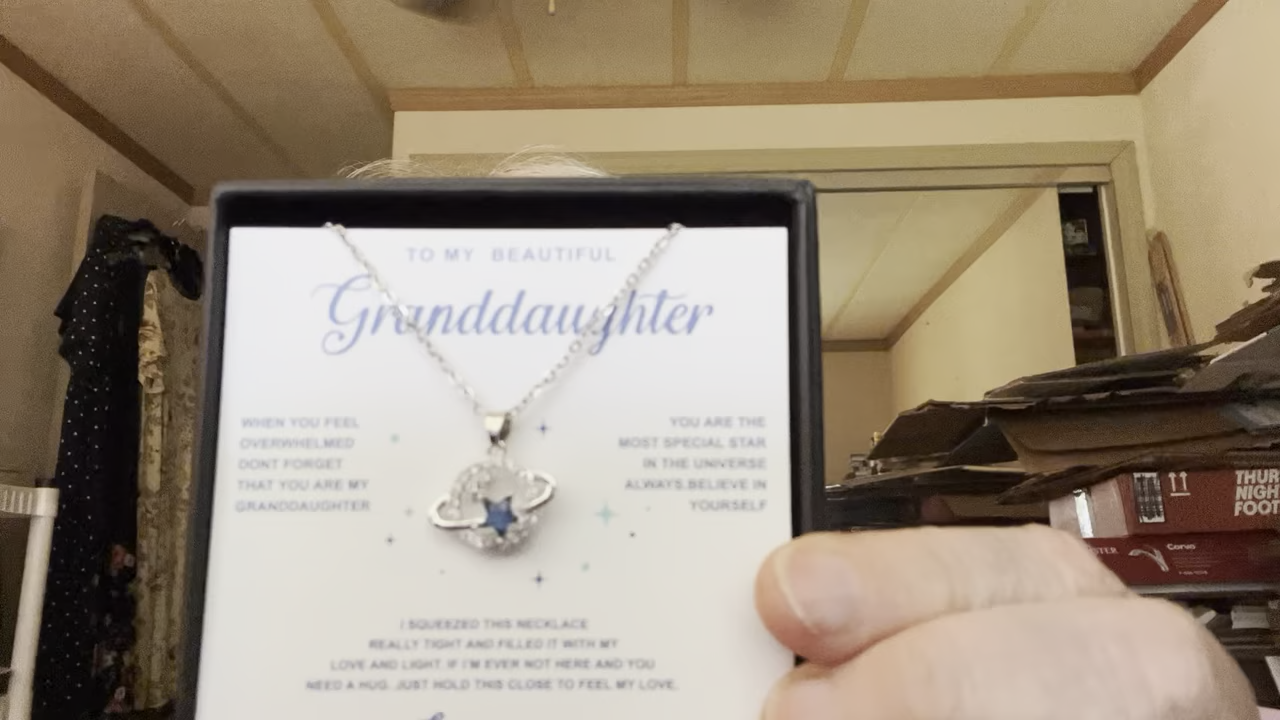 TO MY BEAUTIFUL
Granddaughter
WHEN YOU FEEL
OVERWHELMED
DONT FORGET
THAT YOU ARE MY
GRANDDAUGHTER
YOU ARE THE
MOST SPECIAL STAR
IN THE UNIVERSE
ALWAYS.BELIEVE IN
YOURSELF
I SQUEEZED THIS NECKLACE
REALLY TIGHT AND FILLED IT WITH MY
LOVE AND LIGHT. IF I'M EVER NOT HERE AND YOU
NEED A HUG. JUST HOLD THIS CLOSE TO FEEL MY LOVE.
THUR
NIGH
FOOT
STER
Corvo